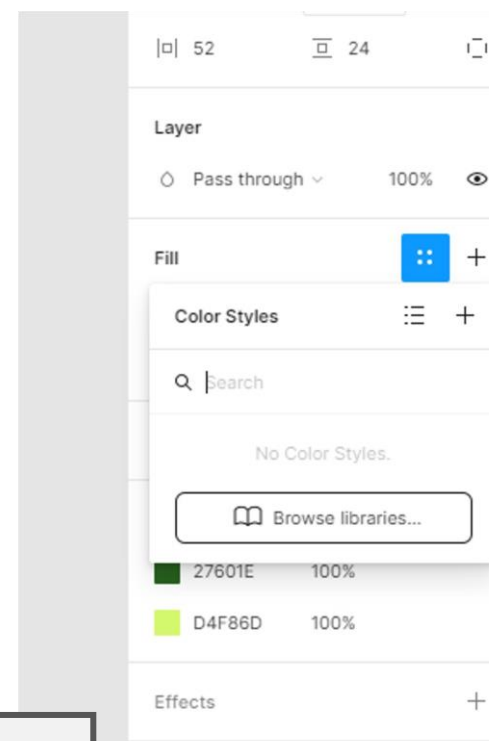 52 24
Layer
Pass through 100%
Fill
Color Styles
Search
No Color Styles.
Browse libraries...
27601E 100%
D4F86D 100%
Effects